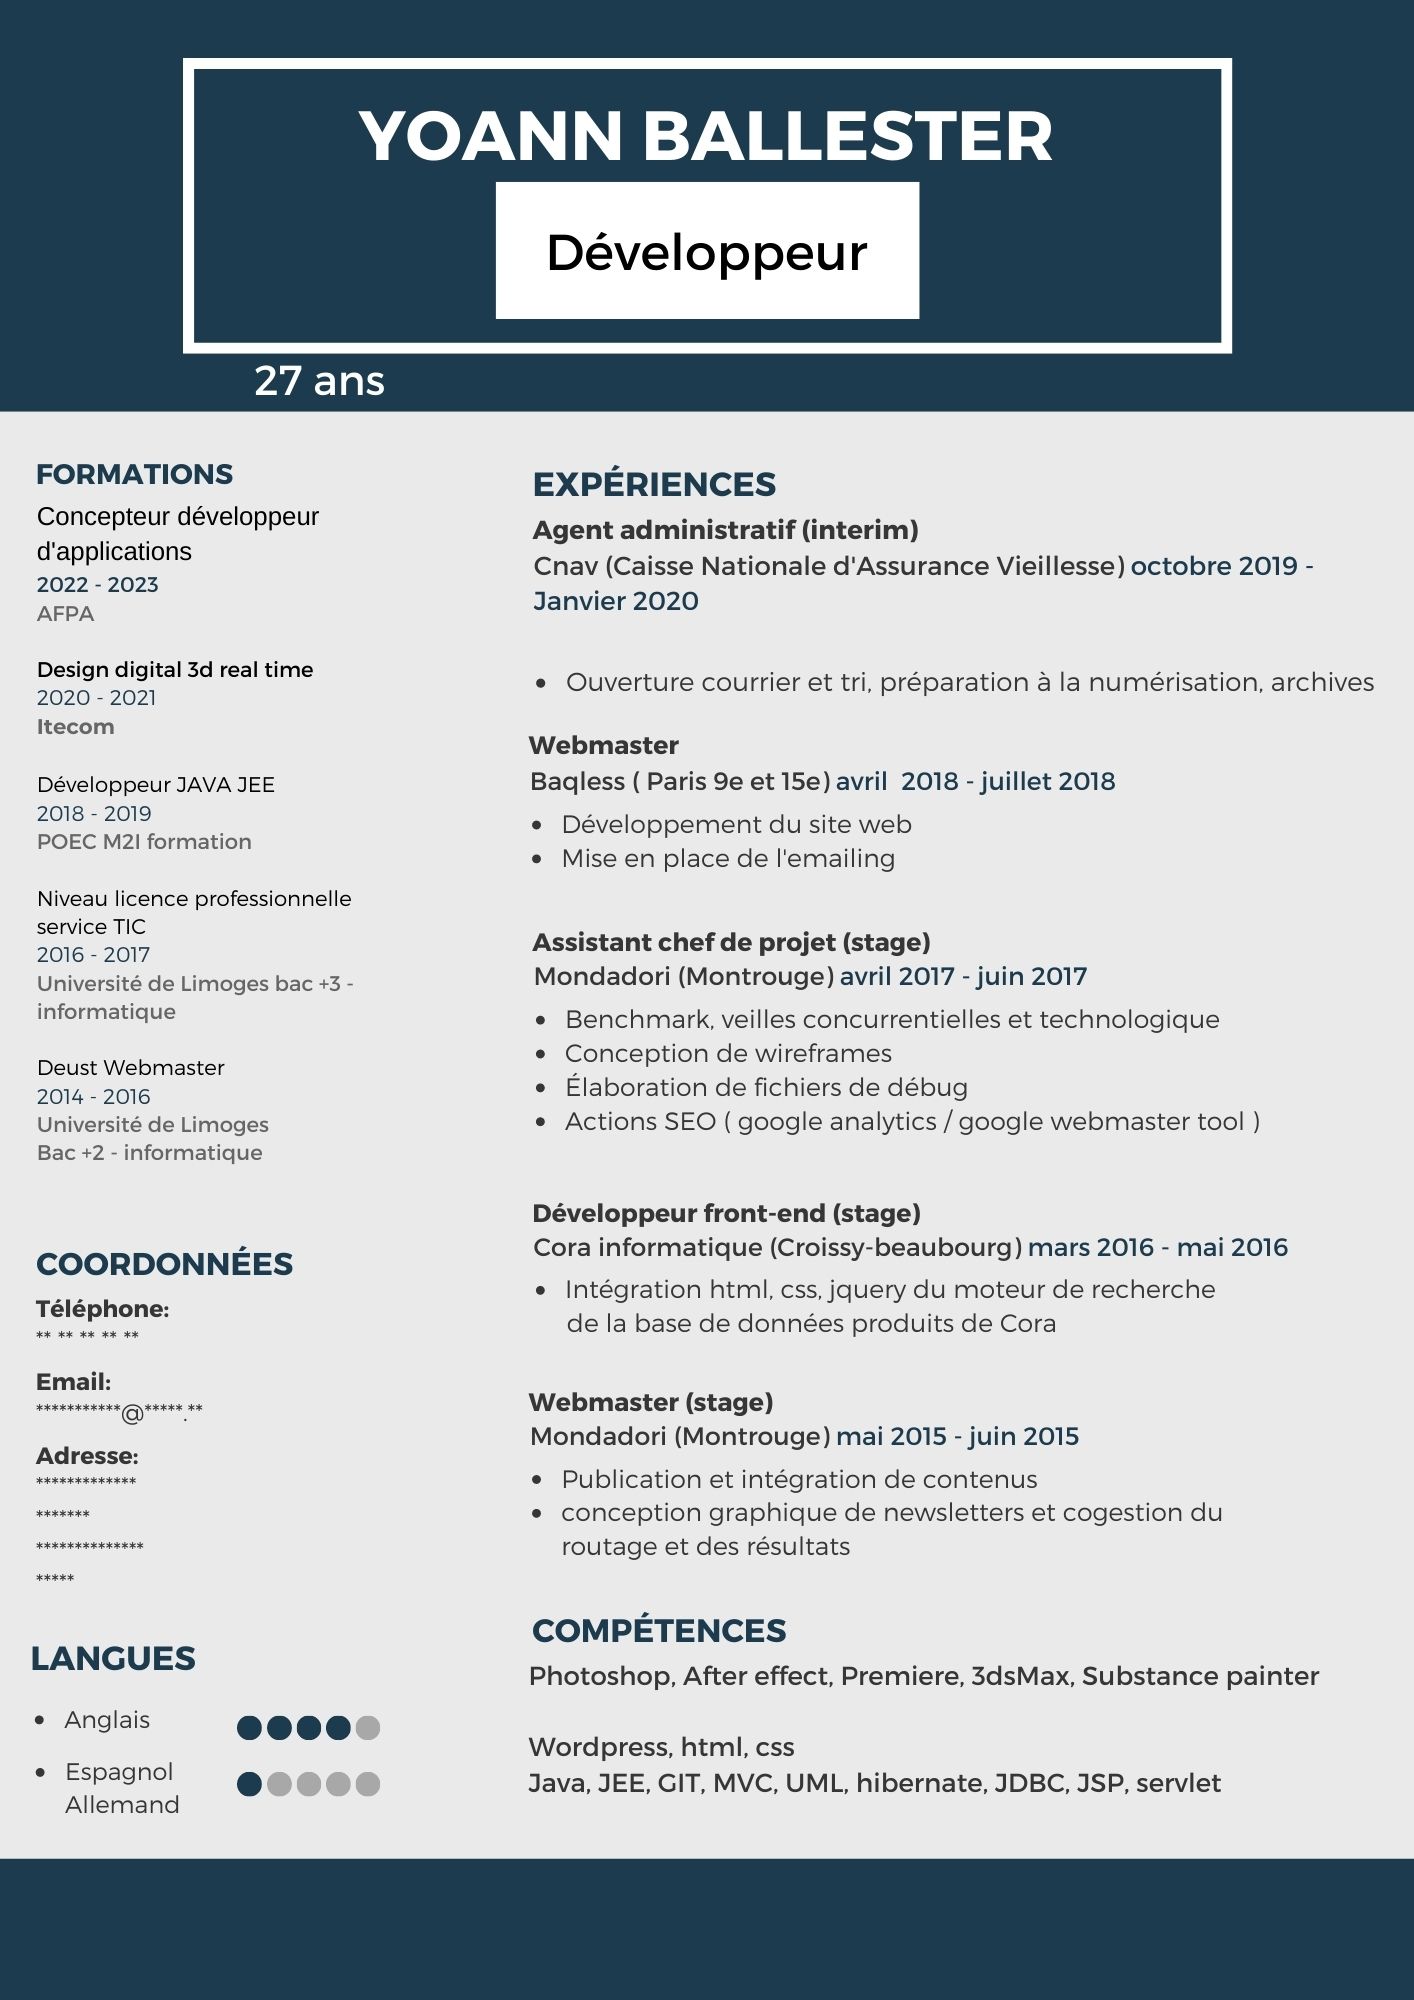 YOANN BALLESTER
Développeur
27 ans
FORMATIONS
Concepteur développeur
d'applications
2022 - 2023
AFPA
Design digital 3d real time
2020 - 2021
Itecom
Développeur JAVA JEE
2018 - 2019
POEC M2I formation
Niveau licence professionnelle
service TIC
2016 - 2017
Université de Limoges bac +3 -
informatique
Deust Webmaster
2014 - 2016
Université de Limoges
Bac +2 - informatique
COORDONNÉES
Téléphone:
** ** ** ** **
Email:
***********@*****.**
Adresse:
*************
*******
**************
*****
LANGUES
• Anglais
• Espagnol
Allemand
EXPÉRIENCES
Agent administratif (interim)
Cnav (Caisse Nationale d'Assurance Vieillesse) octobre 2019 -
Janvier 2020
• Ouverture courrier et tri, préparation à la numérisation, archives
Webmaster
Baqless ( Paris 9e et 15e) avril  2018 - juillet 2018
• Développement du site web
• Mise en place de l'emailing
Assistant chef de projet (stage)
Mondadori (Montrouge) avril 2017 - juin 2017
• Benchmark, veilles concurrentielles et technologique
• Conception de wireframes
• Élaboration de fichiers de débug
• Actions SEO ( google analytics / google webmaster tool )
Développeur front-end (stage)
Cora informatique (Croissy-beaubourg) mars 2016 - mai 2016
• Intégration html, css, jquery du moteur de recherche
de la base de données produits de Cora
Webmaster (stage)
Mondadori (Montrouge) mai 2015 - juin 2015
• Publication et intégration de contenus
• conception graphique de newsletters et cogestion du
routage et des résultats
COMPÉTENCES
Photoshop, After effect, Premiere, 3dsMax, Substance painter
Wordpress, html, css
Java, JEE, GIT, MVC, UML, hibernate, JDBC, JSP, servlet